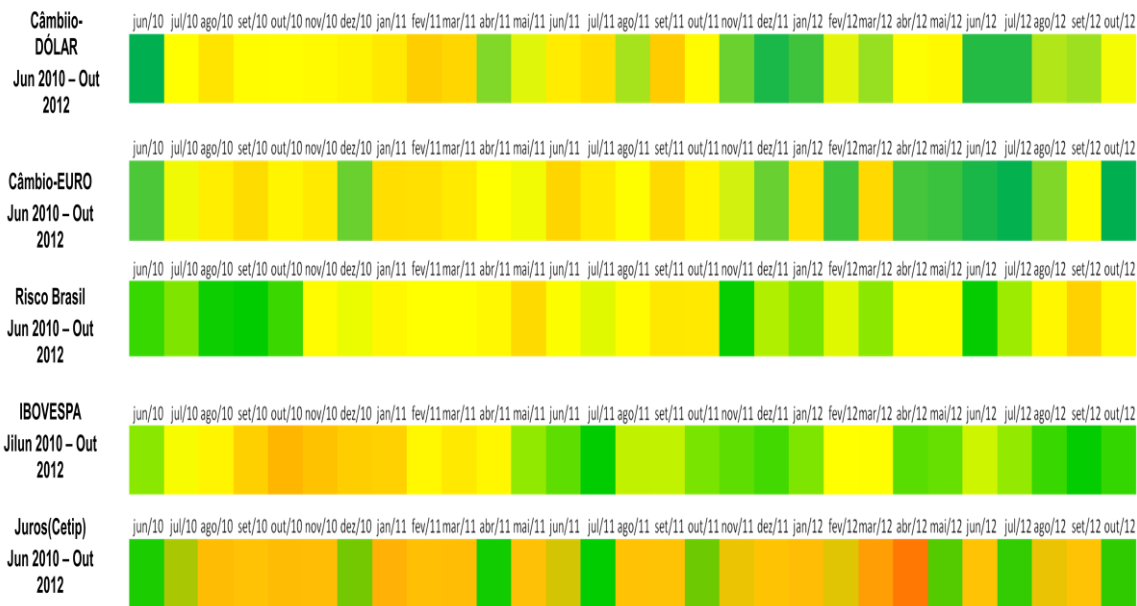 Câmbiio-
DÓLAR
Jun 2010 – Out
2012
jun/10 jul/10 ago/10 set/10 out/10 nov/10 dez/10 jan/11 fev/11 mar/11 abr/11 mai/11 jun/11 jul/11 ago/11 set/11 out/11 nov/11 dez/11 jan/12 fev/12 mar/12 abr/12 maii/12 jun/12 jul/12 ago/12 set/12 out/12
Câmbio-EURO
Jun 2010 – Out
2012
jun/10 jul/10 ago/10 set/10 out/10 nov/10 dez/10 jan/11 fev/11 mar/11 abr/11 mai/11 jun/11 jul/11 ago/11 set/11 out/11 nov/11 dez/11 jan/12 fev/12 mar/12 abr/12 mai/12 jun/12 jul/12 ago/12 set/12 out/12
Risco Brasil
Jun 2010 – Out
2012
jun/10 jul/10 ago/10 set/10 out/10 nov/10 dez/10 jan/11 fev/11 mar/11 abr/11 mai/11 jun/11 jul/11 ago/11 set/11 out/11 nov/11 dez/11 jan/12 fev/12 mar/12 abr/12 mai/12 jun/12 jul/12 ago/12 set/12 out/12
IBOVESPA
Jilun 2010 – Out
2012
jun/10 jul/10 ago/10 set/10 out/10 nov/10 dez/10 jan/11 fev/11 mar/11 abr/11 mai/11 jun/11 jul/11 ago/11 set/11 out/11 nov/11 dez/11 jan/12 fev/12 mar/12 abr/12 mai/12 jun/12 jul/12 ago/12 set/12 out/12
Juros(Cetip)
Jun 2010 – Out
2012
jun/10 jul/10 ago/10 set/10 out/10 nov/10 dez/10 jan/11 fev/11 mar/11 abr/11 mai/11 jun/11 jul/11 ago/11 set/11 out/11 nov/11 dez/11 jan/12 fev/12 mar/12 abr/12 mai/12 jun/12 jul/12 ago/12 set/12 out/12